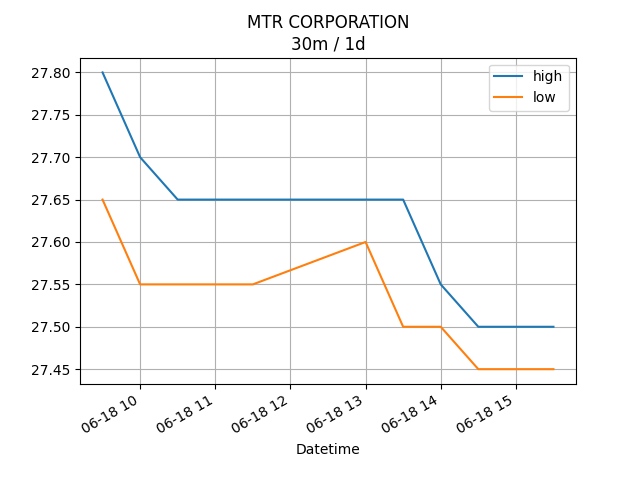 MTR CORPORATION
30m / 1d
high
low
27.80
27.75
27.70
27.65
27.60
27.55
27.50
27.45
06-18 10
06-18 11
06-18 12
06-18 13
06-18 14
06-18 15
Datetime